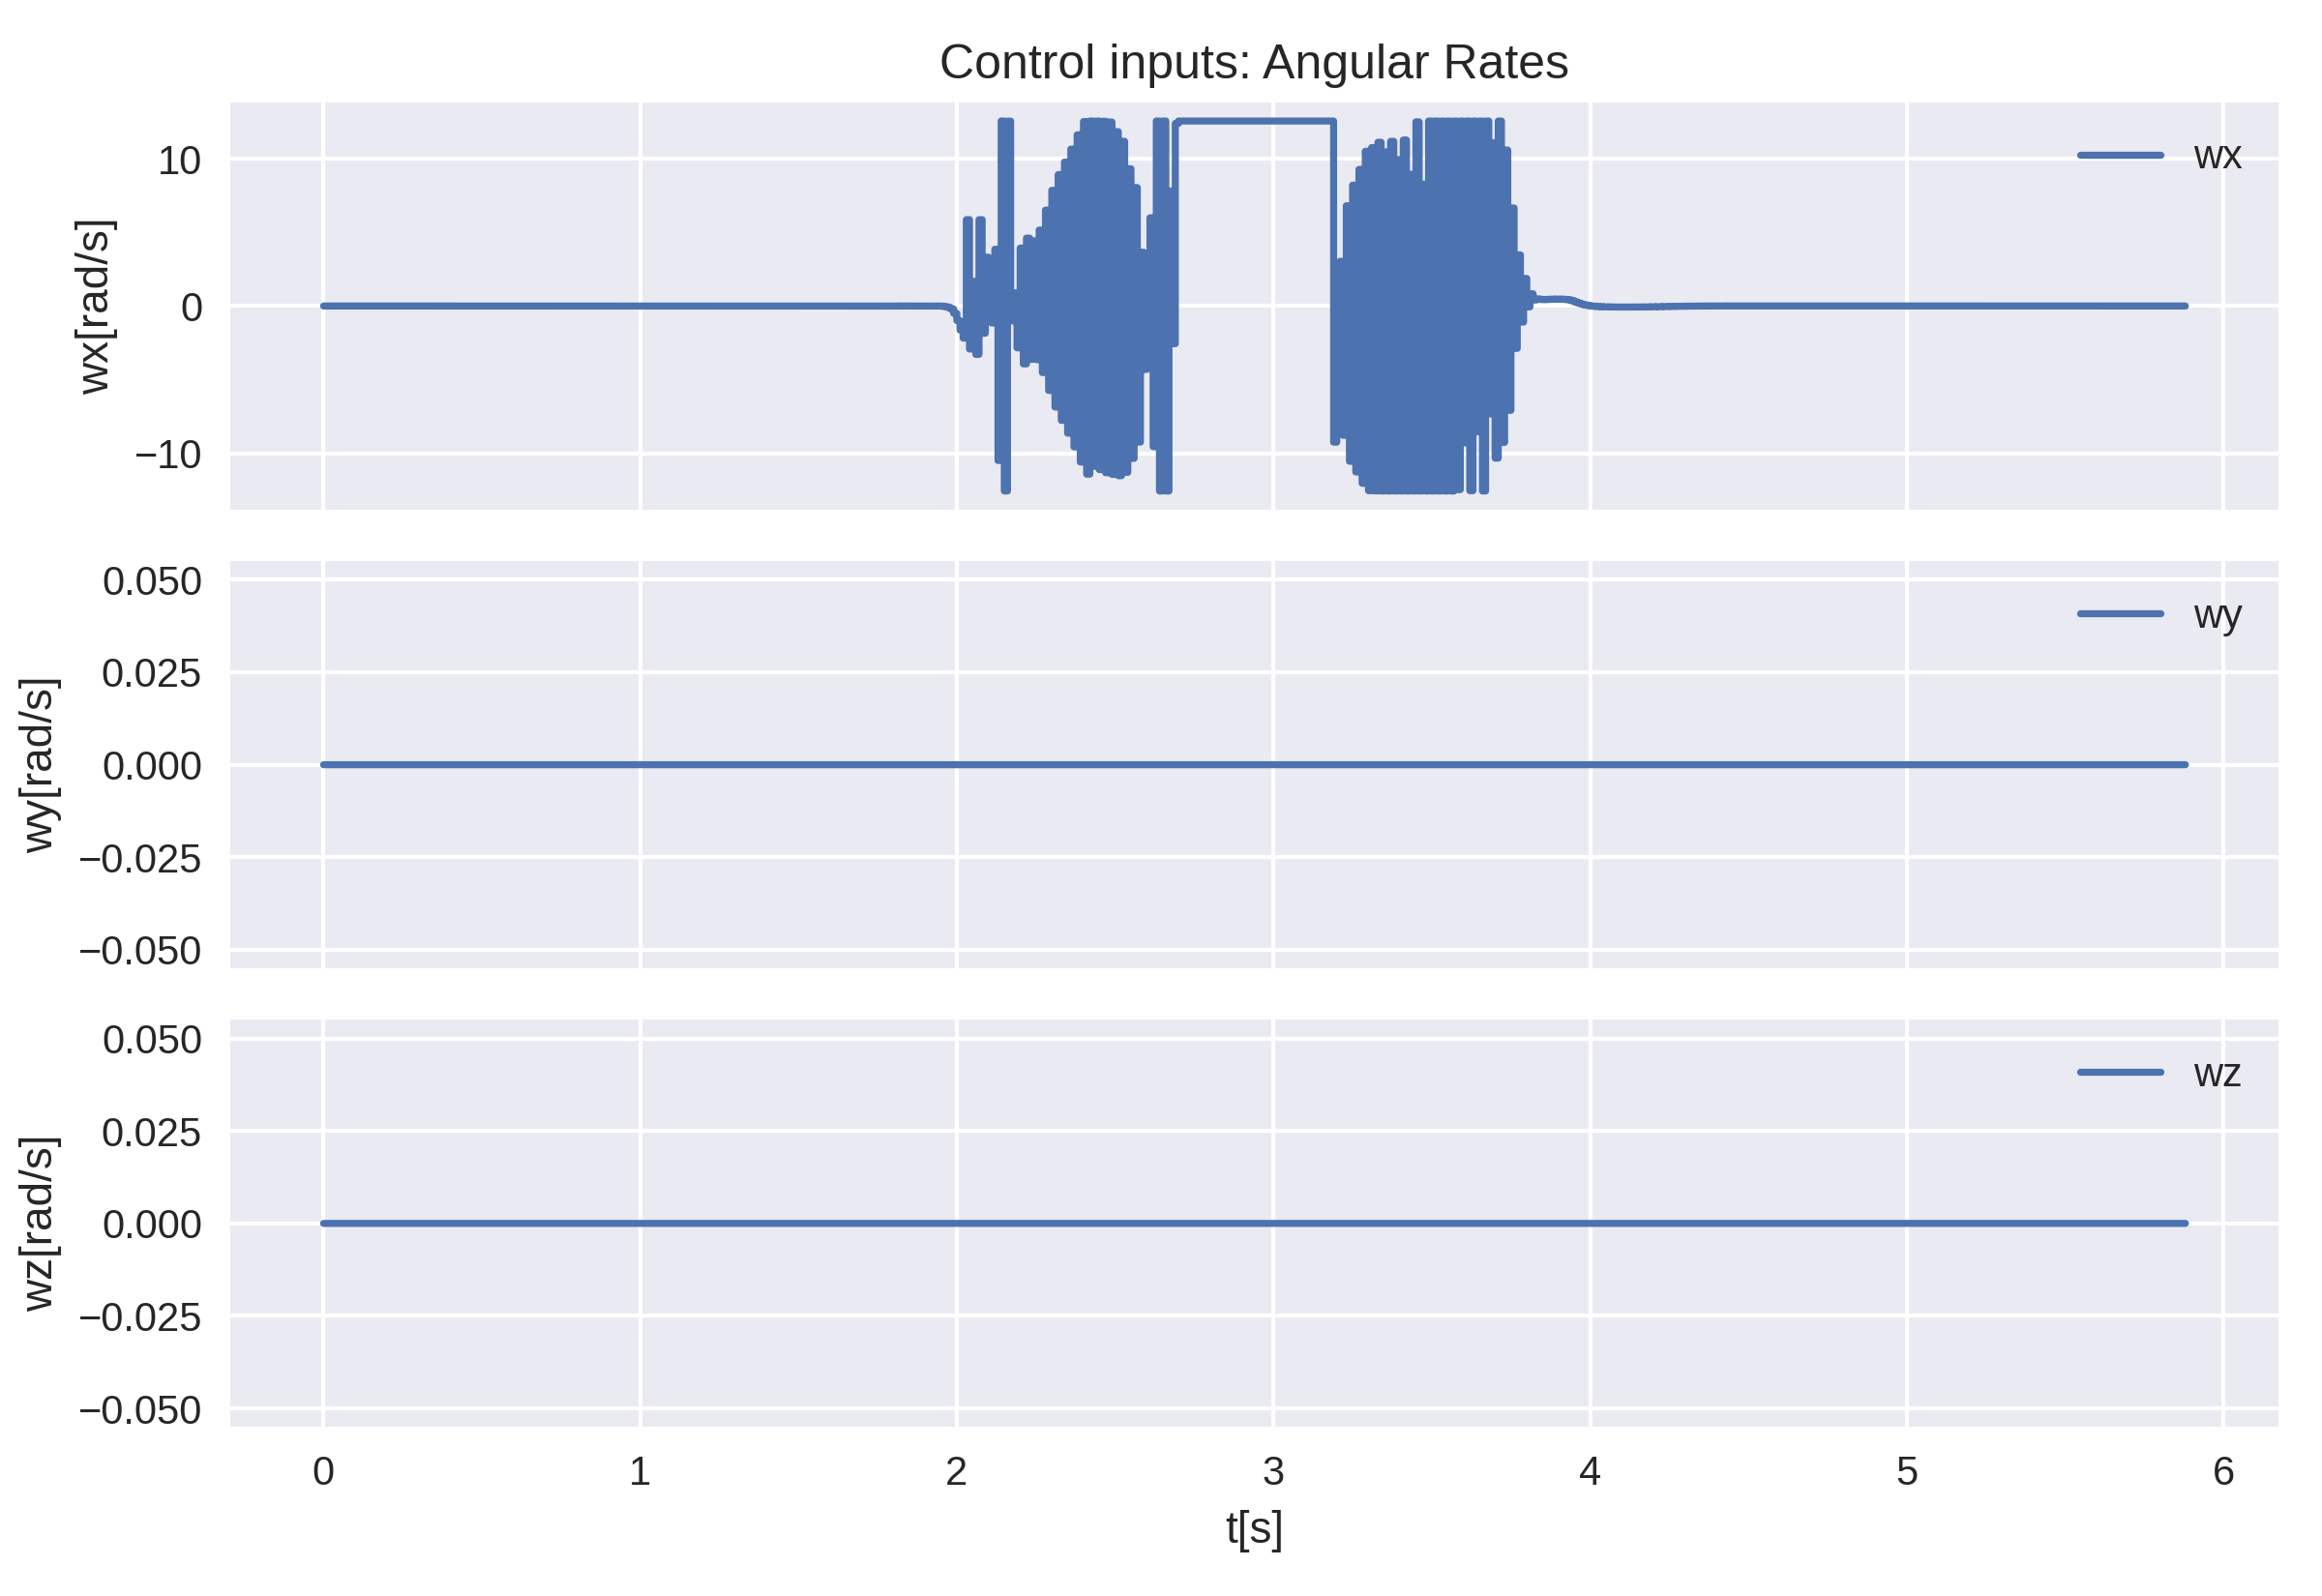 Control inputs: Angular Rates
wx[rad/s]
10
0
−10
wx
wy[rad/s]
0.050
0.025
0.000
−0.025
−0.050
wy
wz[rad/s]
0.050
0.025
0.000
−0.025
−0.050
wz
0 1 2 3 4 5 6
t[s]